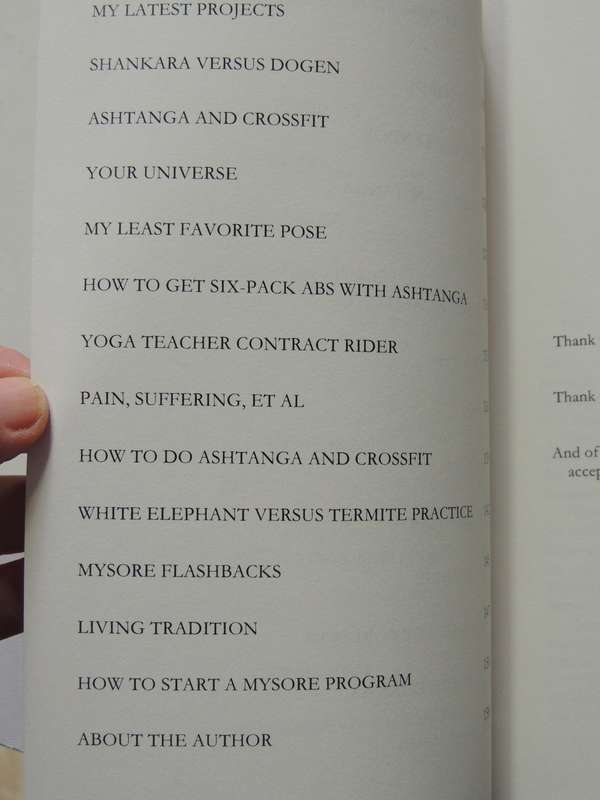 MY LATEST PROJECTS
SHANKARA VERSUS DOGEN
ASHTANGA AND CROSSFIT
YOUR UNIVERSE
MY LEAST FAVORITE POSE
HOW TO GET SIX-PACK ABS WITH ASHTANGA
YOGA TEACHER CONTRACT RIDER
PAIN, SUFFERING, ET AL
HOW TO DO ASHTANGA AND CROSSFIT
WHITE ELEPHANT VERSUS TERMITE PRACTICE
MYSORE FLASHBACKS
LIVING TRADITION
HOW TO START A MYSORE PROGRAM
ABOUT THE AUTHOR
Thank
Thank
And of